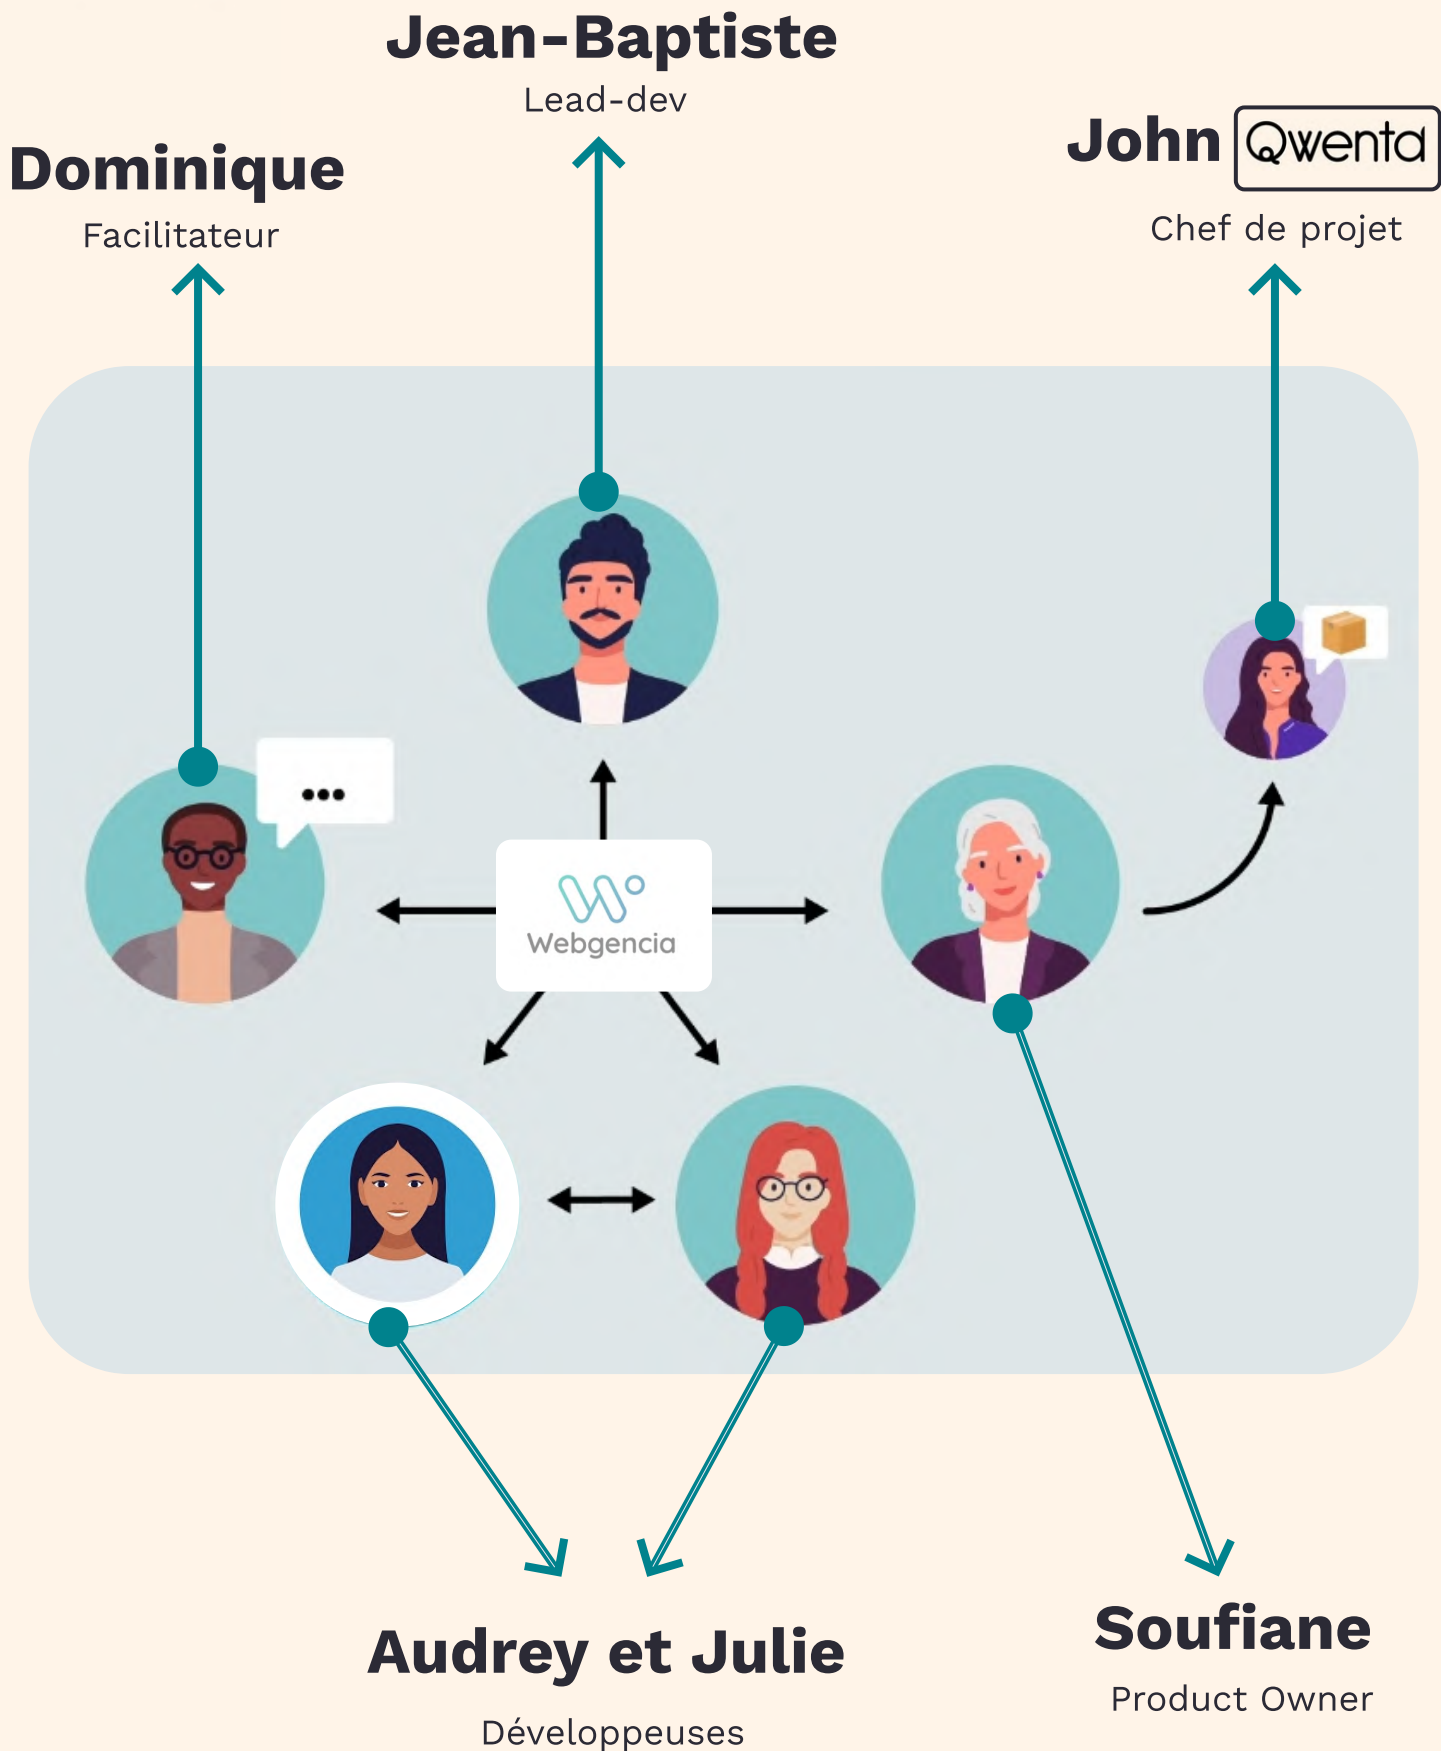 Jean-Baptiste
Lead-dev
John Qwenta
Chef de projet
Dominique
Facilitateur
...
Webgencia
Audrey et Julie
Développeuses
Soufiane
Product Owner